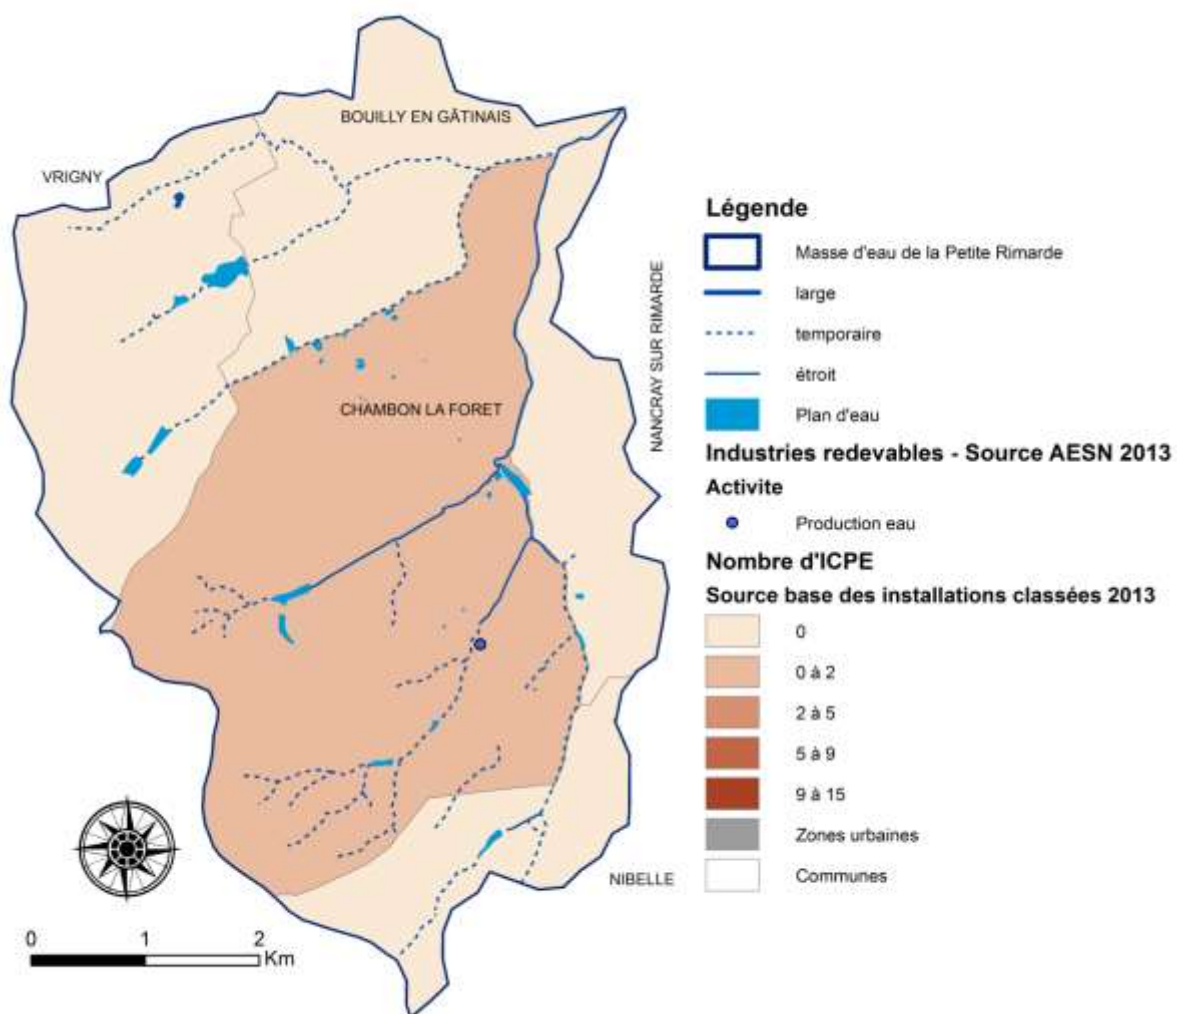 BOUILLY EN GÂTINAIS
VRIGNY
NANCRAY SUR RIMARDE
CHAMBON LA FORET
NIBELLE
0 1 2
Km
Légende
Masse d'eau de la Petite Rimarde
large
temporaire
étroit
Plan d'eau
Industries redevables - Source AESN 2013
Activite
Production eau
Nombre d'ICPE
Source base des installations classées 2013
0
0 à 2
2 à 5
5 à 9
9 à 15
Zones urbaines
Communes